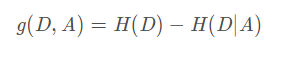 g(D, A) = H(D) − H(D|A)